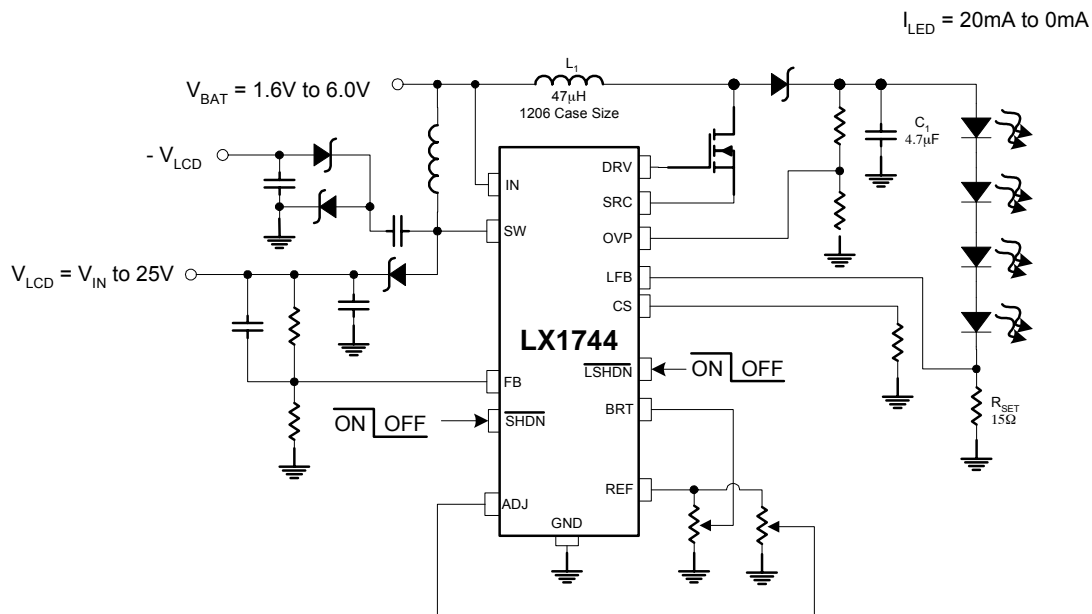 I_LED = 20mA to 0mA
V_BAT = 1.6V to 6.0V
L_1
47µH
1206 Case Size
C_1
4.7µF
- V_LCD
V_LCD = V_IN to 25V
IN
SW
FB
SHDN
ADJ
LX1744
GND
DRV
SRC
OVP
LFB
CS
LSHDN
BRT
REF
ON OFF
ON OFF
R_SET
15Ω